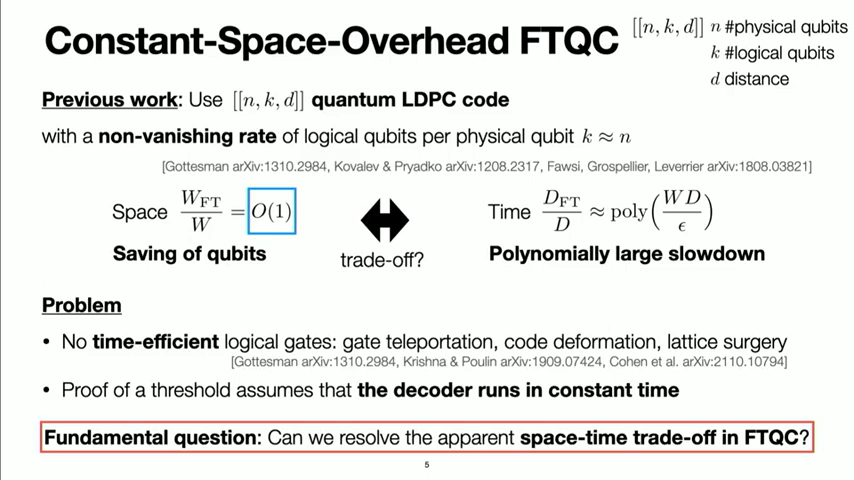 Constant-Space-Overhead FTQC
[[n, k, d]] n #physical qubits
k #logical qubits
d distance
Previous work: Use [[n, k, d]] quantum LDPC code
with a non-vanishing rate of logical qubits per physical qubit k ≈ n
[Gottesman arXiv:1310.2984, Kovalev & Pryadko arXiv:1208.2317, Fawsi, Grospellier, Leverrier arXiv:1808.03821]
Space W_FT/W = O(1)
Time D_FT/D ≈ poly(WD/ϵ)
Saving of qubits
trade-off?
Polynomially large slowdown
Problem
• No time-efficient logical gates: gate teleportation, code deformation, lattice surgery
[Gottesman arXiv:1310.2984, Krishna & Poulin arXiv:1909.07424, Cohen et al. arXiv:2110.10794]
• Proof of a threshold assumes that the decoder runs in constant time
Fundamental question: Can we resolve the apparent space-time trade-off in FTQC?
5